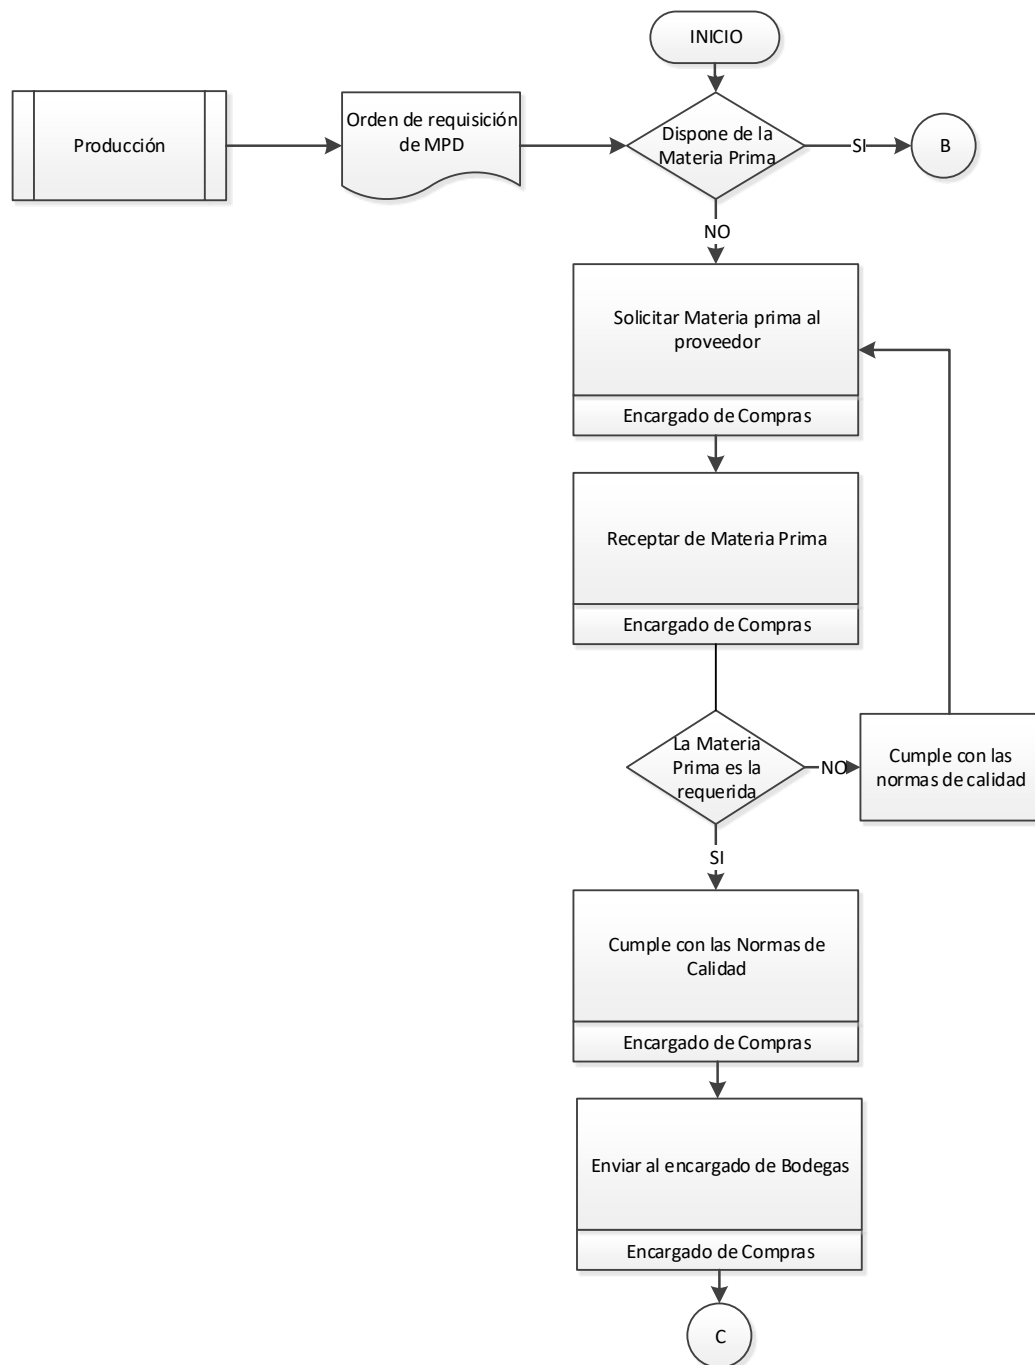 INICIO
Producción
Orden de requisición
de MPD
Dispone de la
Materia Prima
SI
B
NO
Solicitar Materia prima al
proveedor
Encargado de Compras
Receptar de Materia Prima
Encargado de Compras
La Materia
Prima es la
requerida
NO
Cumple con las
normas de calidad
SI
Cumple con las Normas de
Calidad
Encargado de Compras
Enviar al encargado de Bodegas
Encargado de Compras
C